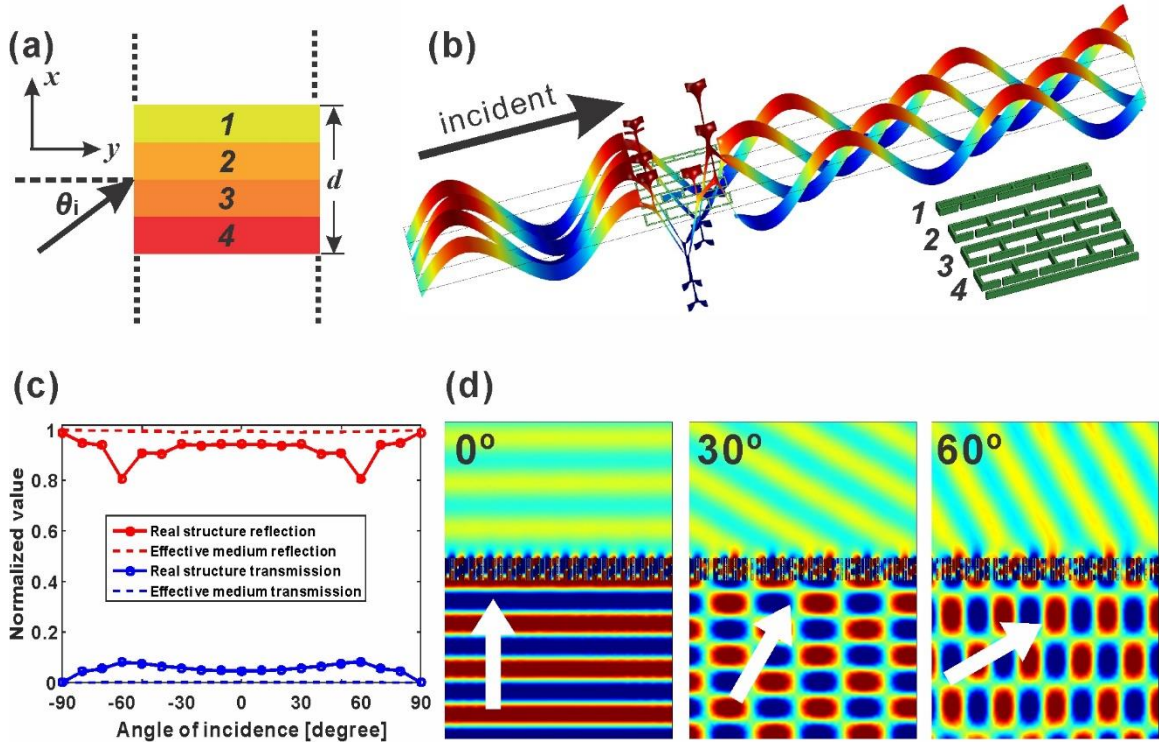 (a)
x
y
1
2
3
4
d
θi
(b)
incident
1
2
3
4
(c)
Normalized value
1
0.8
0.6
0.4
0.2
0
Real structure reflection
Effective medium reflection
Real structure transmission
Effective medium transmission
-90 -60 -30 0 30 60 90
Angle of incidence [degree]
(d)
0º
30º
60º